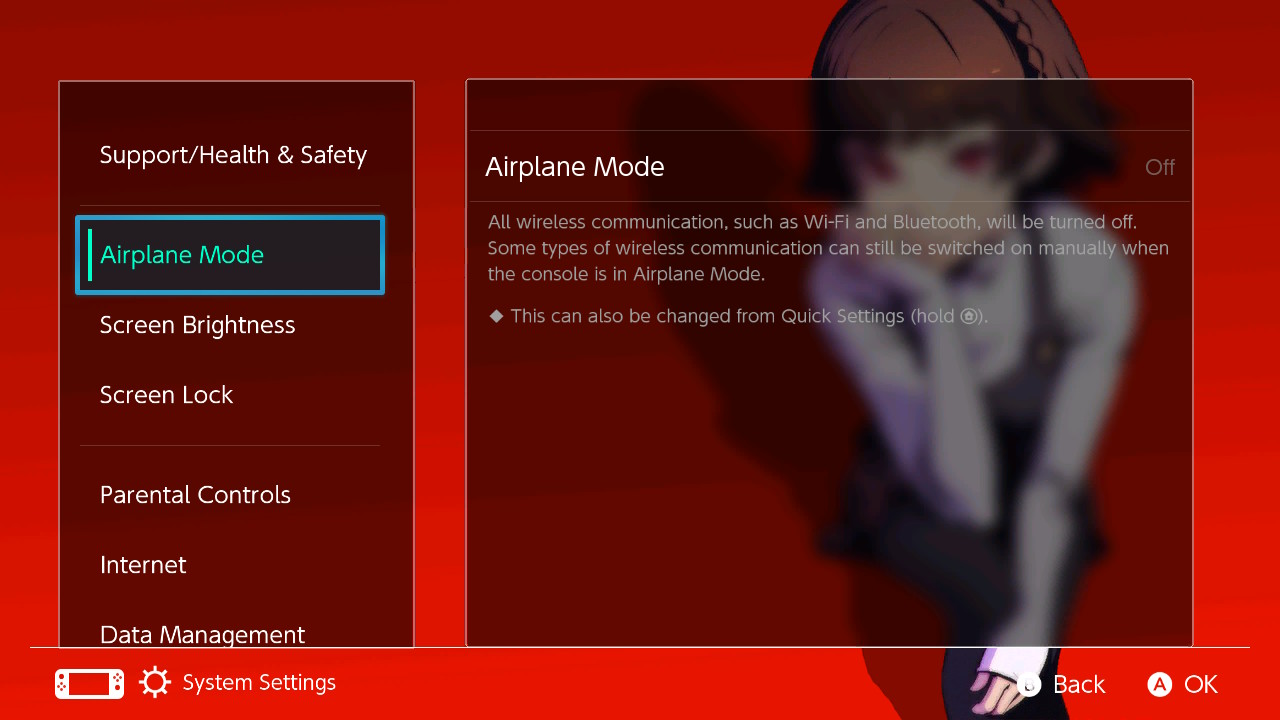 Support/Health & Safety
Airplane Mode
Screen Brightness
Screen Lock
Parental Controls
Internet
Data Management
Airplane Mode
Off
All wireless communication, such as Wi-Fi and Bluetooth, will be turned off.
Some types of wireless communication can still be switched on manually when
the console is in Airplane Mode.
◆ This can also be changed from Quick Settings (hold ).
System Settings
B Back
A OK